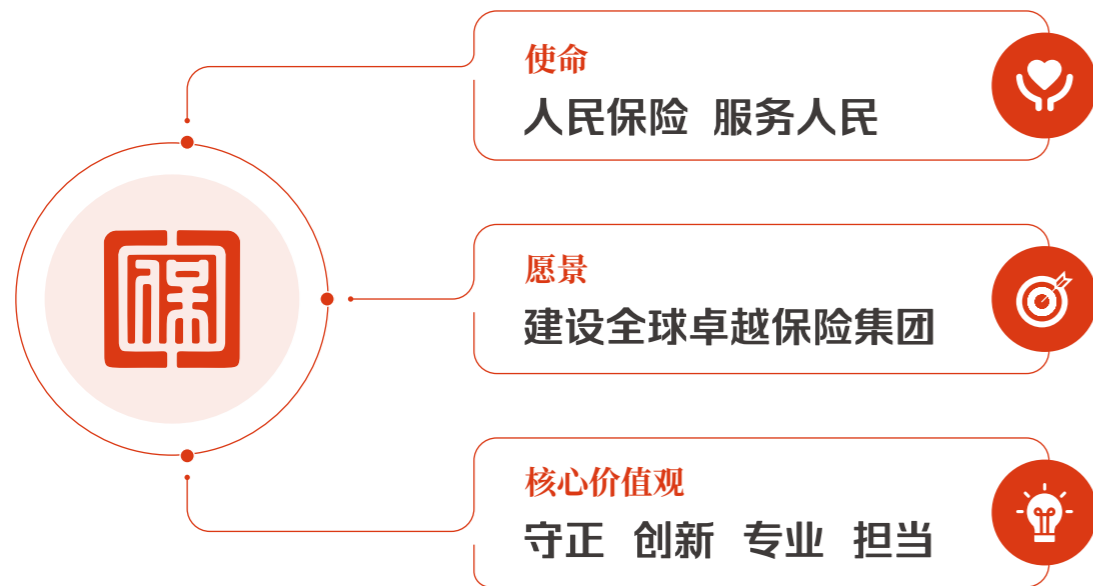 使命
人民保险 服务人民
保
愿景
建设全球卓越保险集团
核心价值观
守正 创新 专业 担当